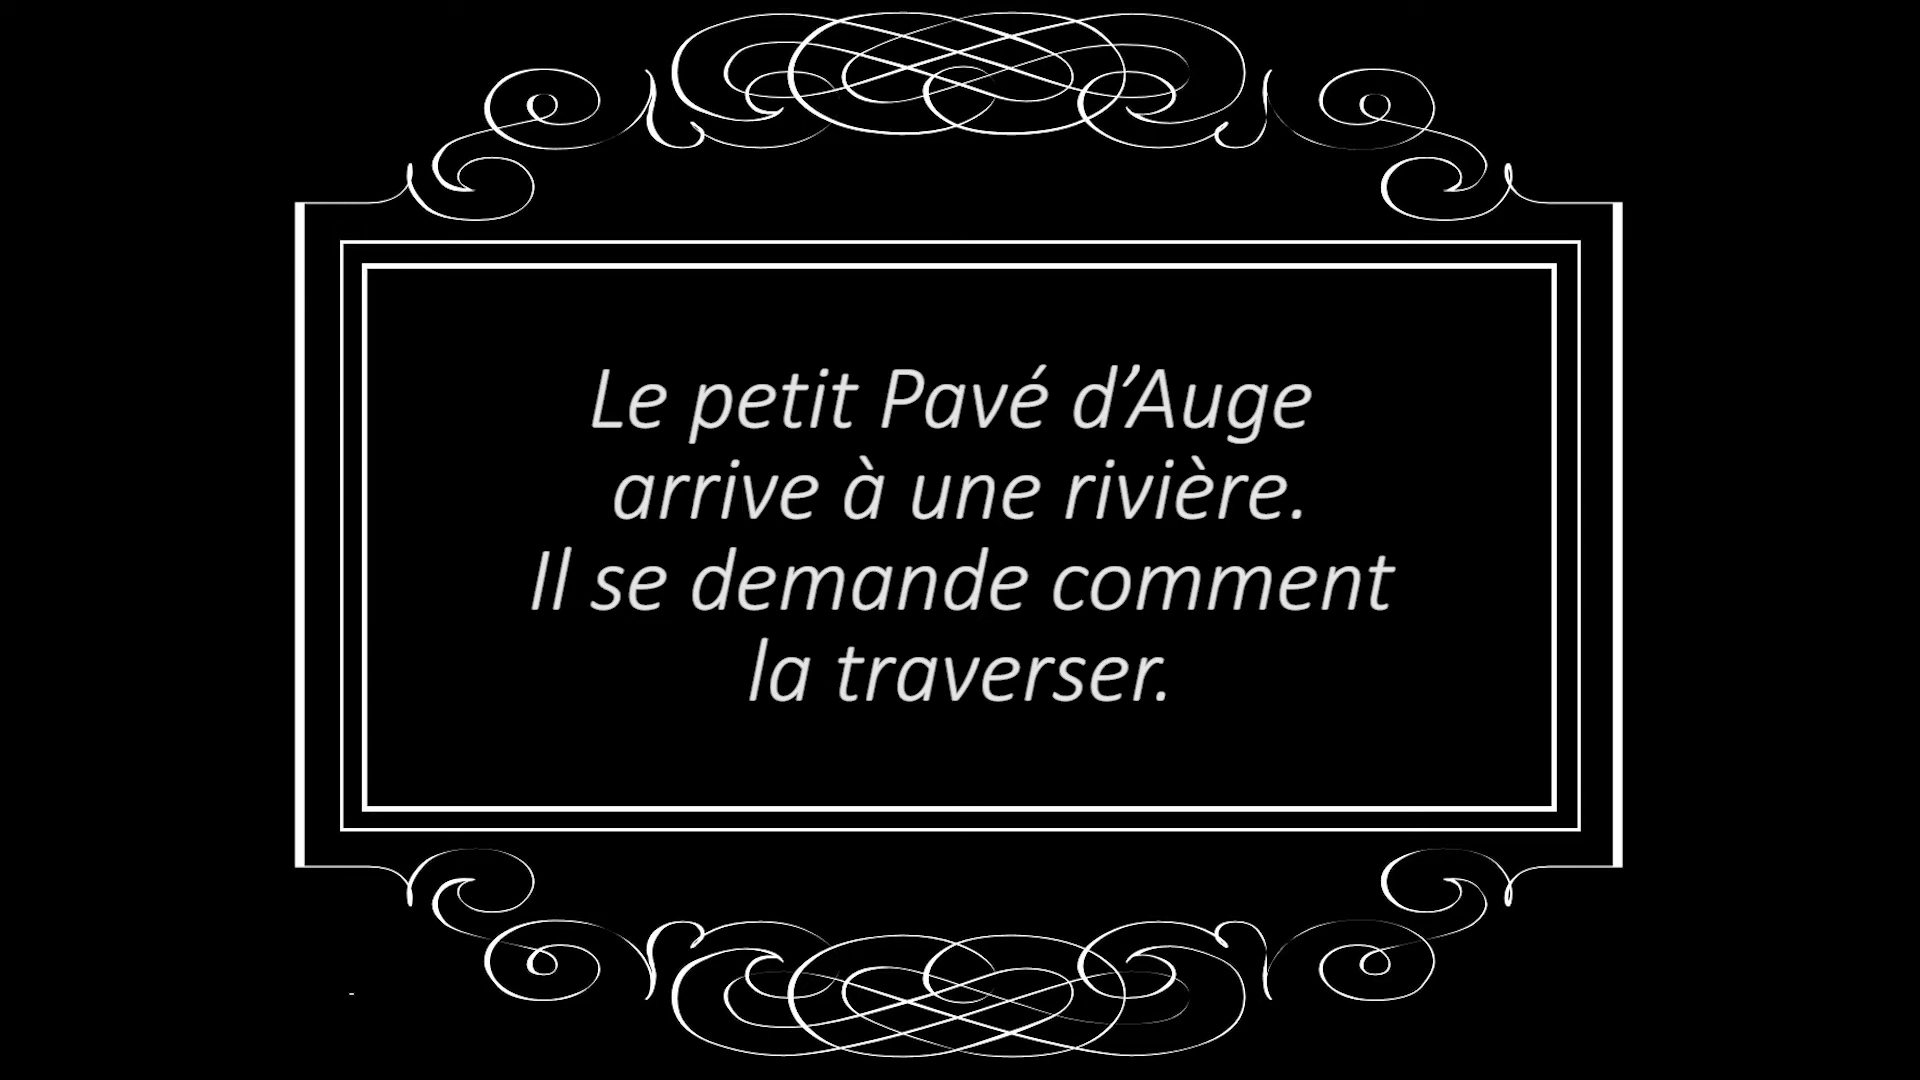 Le petit Pavé d’Auge
arrive à une rivière.
Il se demande comment
la traverser.